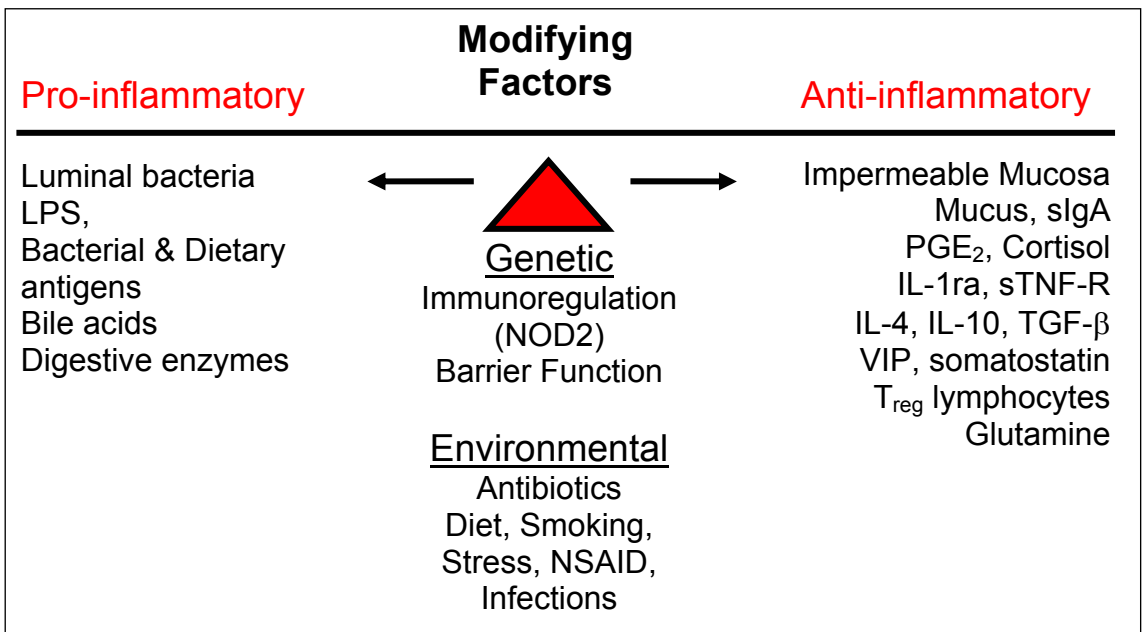 Modifying
Factors
Pro-inflammatory
Anti-inflammatory
Luminal bacteria
LPS,
Bacterial & Dietary
antigens
Bile acids
Digestive enzymes
Genetic
Immunoregulation
(NOD2)
Barrier Function
Environmental
Antibiotics
Diet, Smoking,
Stress, NSAID,
Infections
Impermeable Mucosa
Mucus, sIgA
PGE₂, Cortisol
IL-1ra, sTNF-R
IL-4, IL-10, TGF-β
VIP, somatostatin
Treg lymphocytes
Glutamine